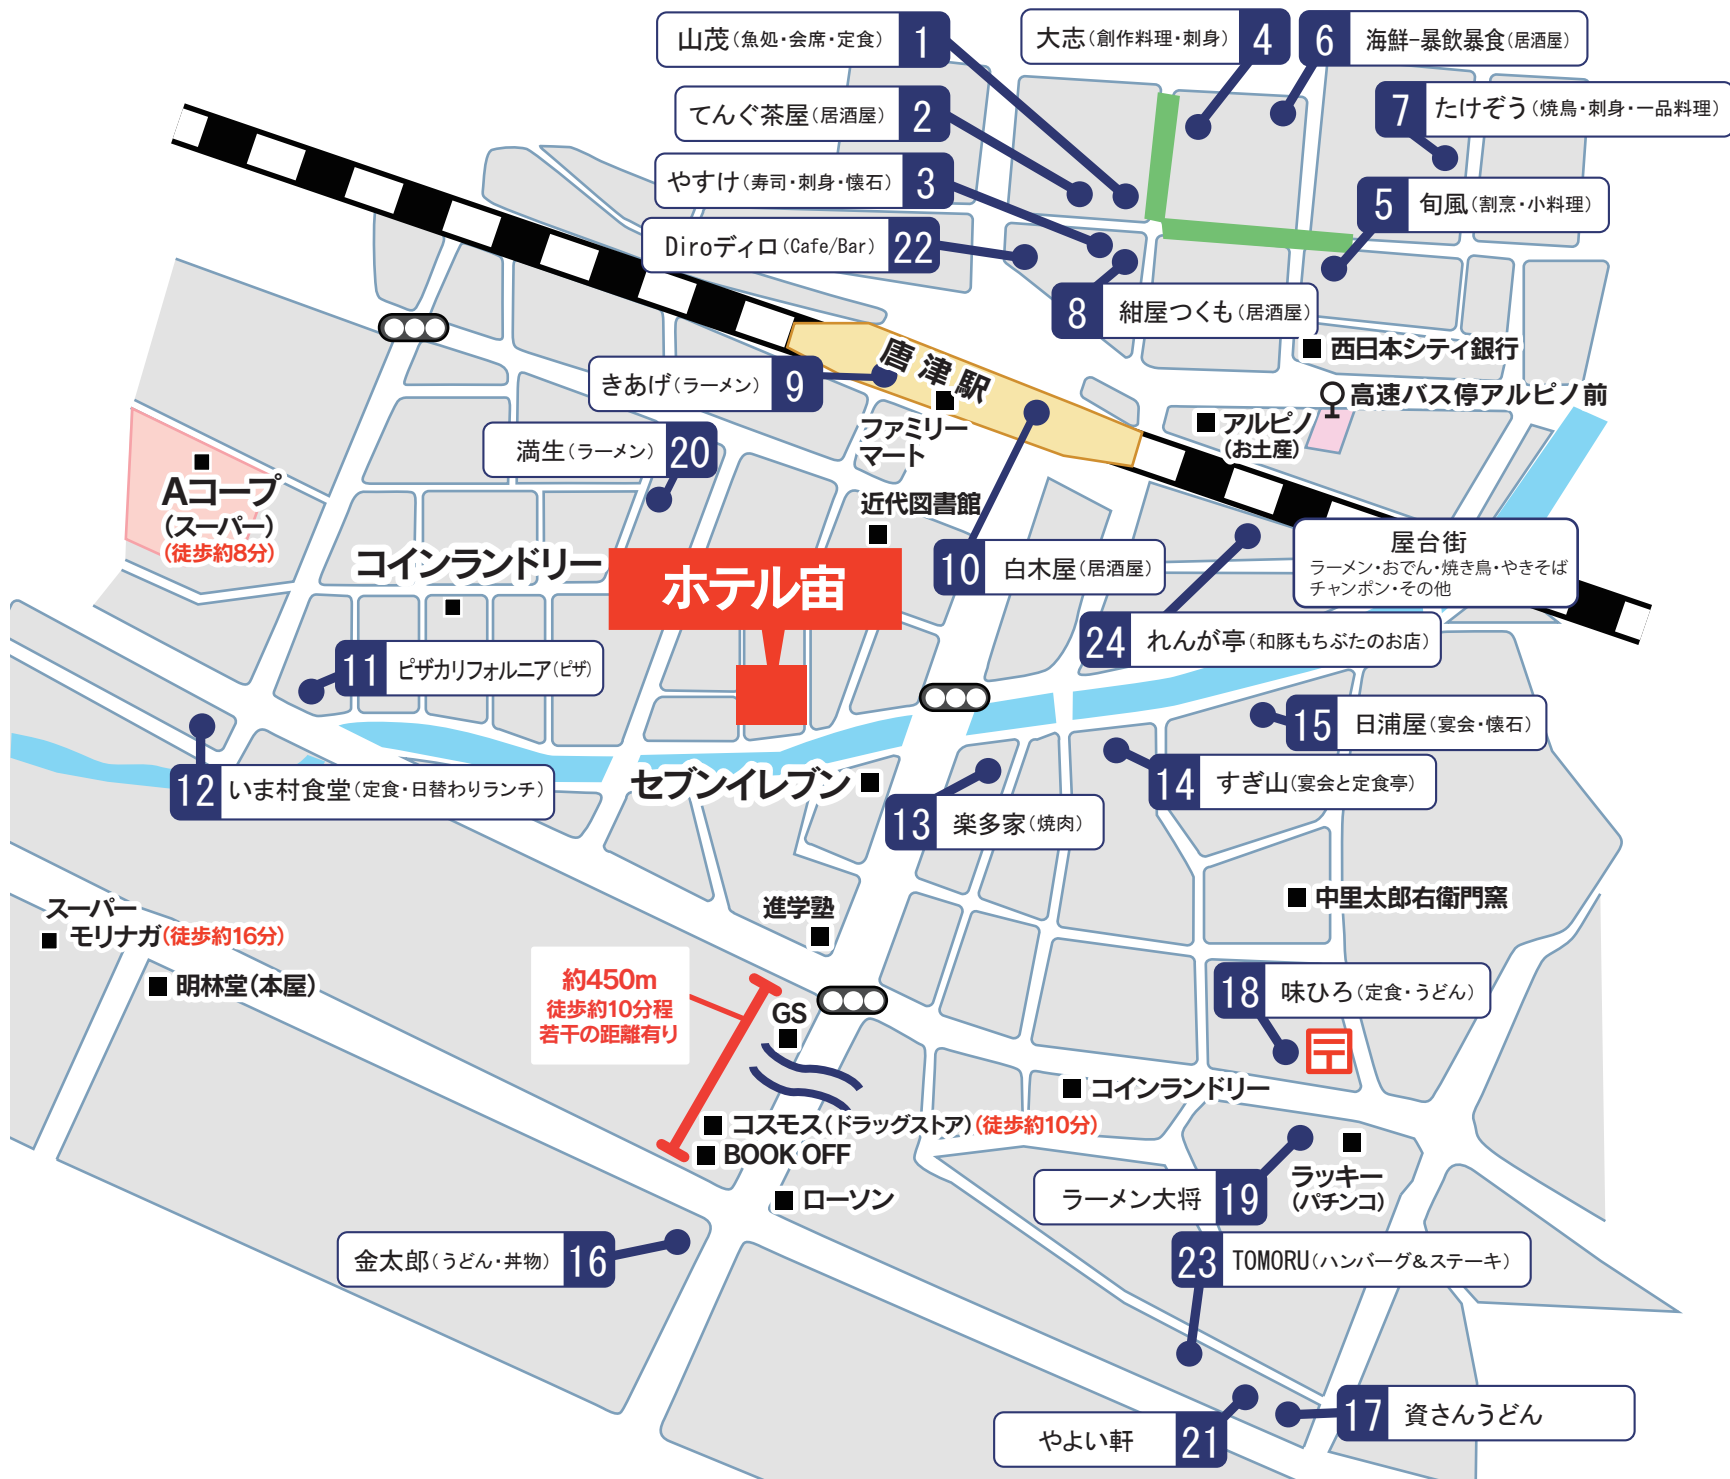 山茂(魚処・会席・定食) 1
大志(創作料理・刺身) 4
6 海鮮-暴飲暴食(居酒屋)
てんぐ茶屋(居酒屋) 2
7 たけぞう(焼鳥・刺身・一品料理)
やすけ(寿司・刺身・懐石) 3
5 旬風(割烹・小料理)
Diroディロ(Cafe/Bar) 22
8 紺屋つくも(居酒屋)
西日本シティ銀行
唐津駅
きあげ(ラーメン) 9
高速バス停アルピノ前
ファミリー
マート
アルピノ
(お土産)
満生(ラーメン) 20
Aコープ
(スーパー)
(徒歩約8分)
近代図書館
コインランドリー
ホテル宙
10 白木屋(居酒屋)
屋台街
ラーメン・おでん・焼き鳥・やきそば
チャンポン・その他
24 れんが亭(和豚もちぶたのお店)
11 ピザカリフォルニア(ピザ)
15 日浦屋(宴会・懐石)
12 いま村食堂(定食・日替わりランチ)
セブンイレブン
14 すぎ山(宴会と定食亭)
13 楽多家(焼肉)
中里太郎右衛門窯
スーパー
モリナガ(徒歩約16分)
進学塾
明林堂(本屋)
約450m
徒歩約10分程
若干の距離有り
GS
18 味ひろ(定食・うどん)
コインランドリー
コスモス(ドラッグストア)(徒歩約10分)
BOOK OFF
ローソン
ラーメン大将 19
ラッキー
(パチンコ)
金太郎(うどん・丼物) 16
23 TOMORU(ハンバーグ&ステーキ)
17 資さんうどん
やよい軒 21